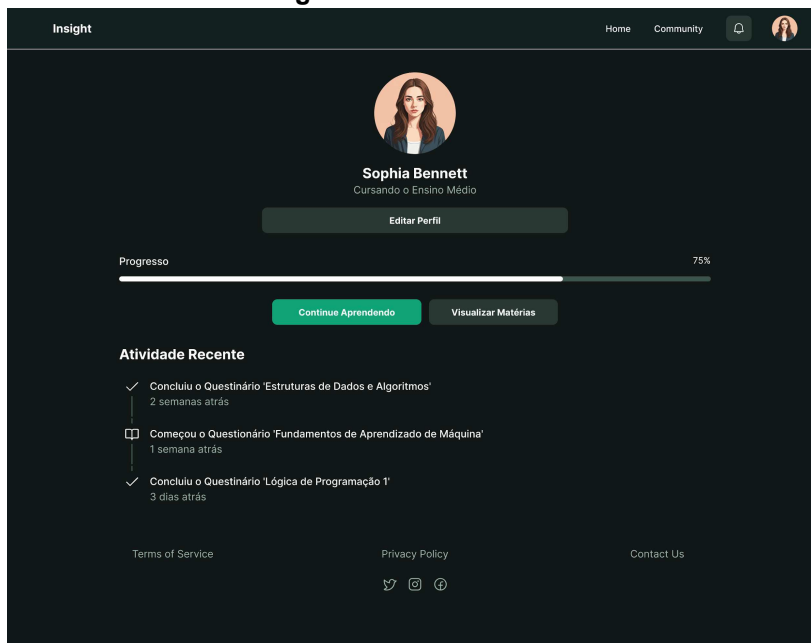 Insight
Home
Community
Sophia Bennett
Cursando o Ensino Médio
Editar Perfil
Progresso
75%
Continue Aprendendo
Visualizar Matérias
Atividade Recente
Concluiu o Questinário 'Estruturas de Dados e Algoritmos'
2 semanas atrás
Começou o Questionário 'Fundamentos de Aprendizado de Máquina'
1 semana atrás
Concluiu o Questinário 'Lógica de Programação 1'
3 dias atrás
Terms of Service
Privacy Policy
Contact Us